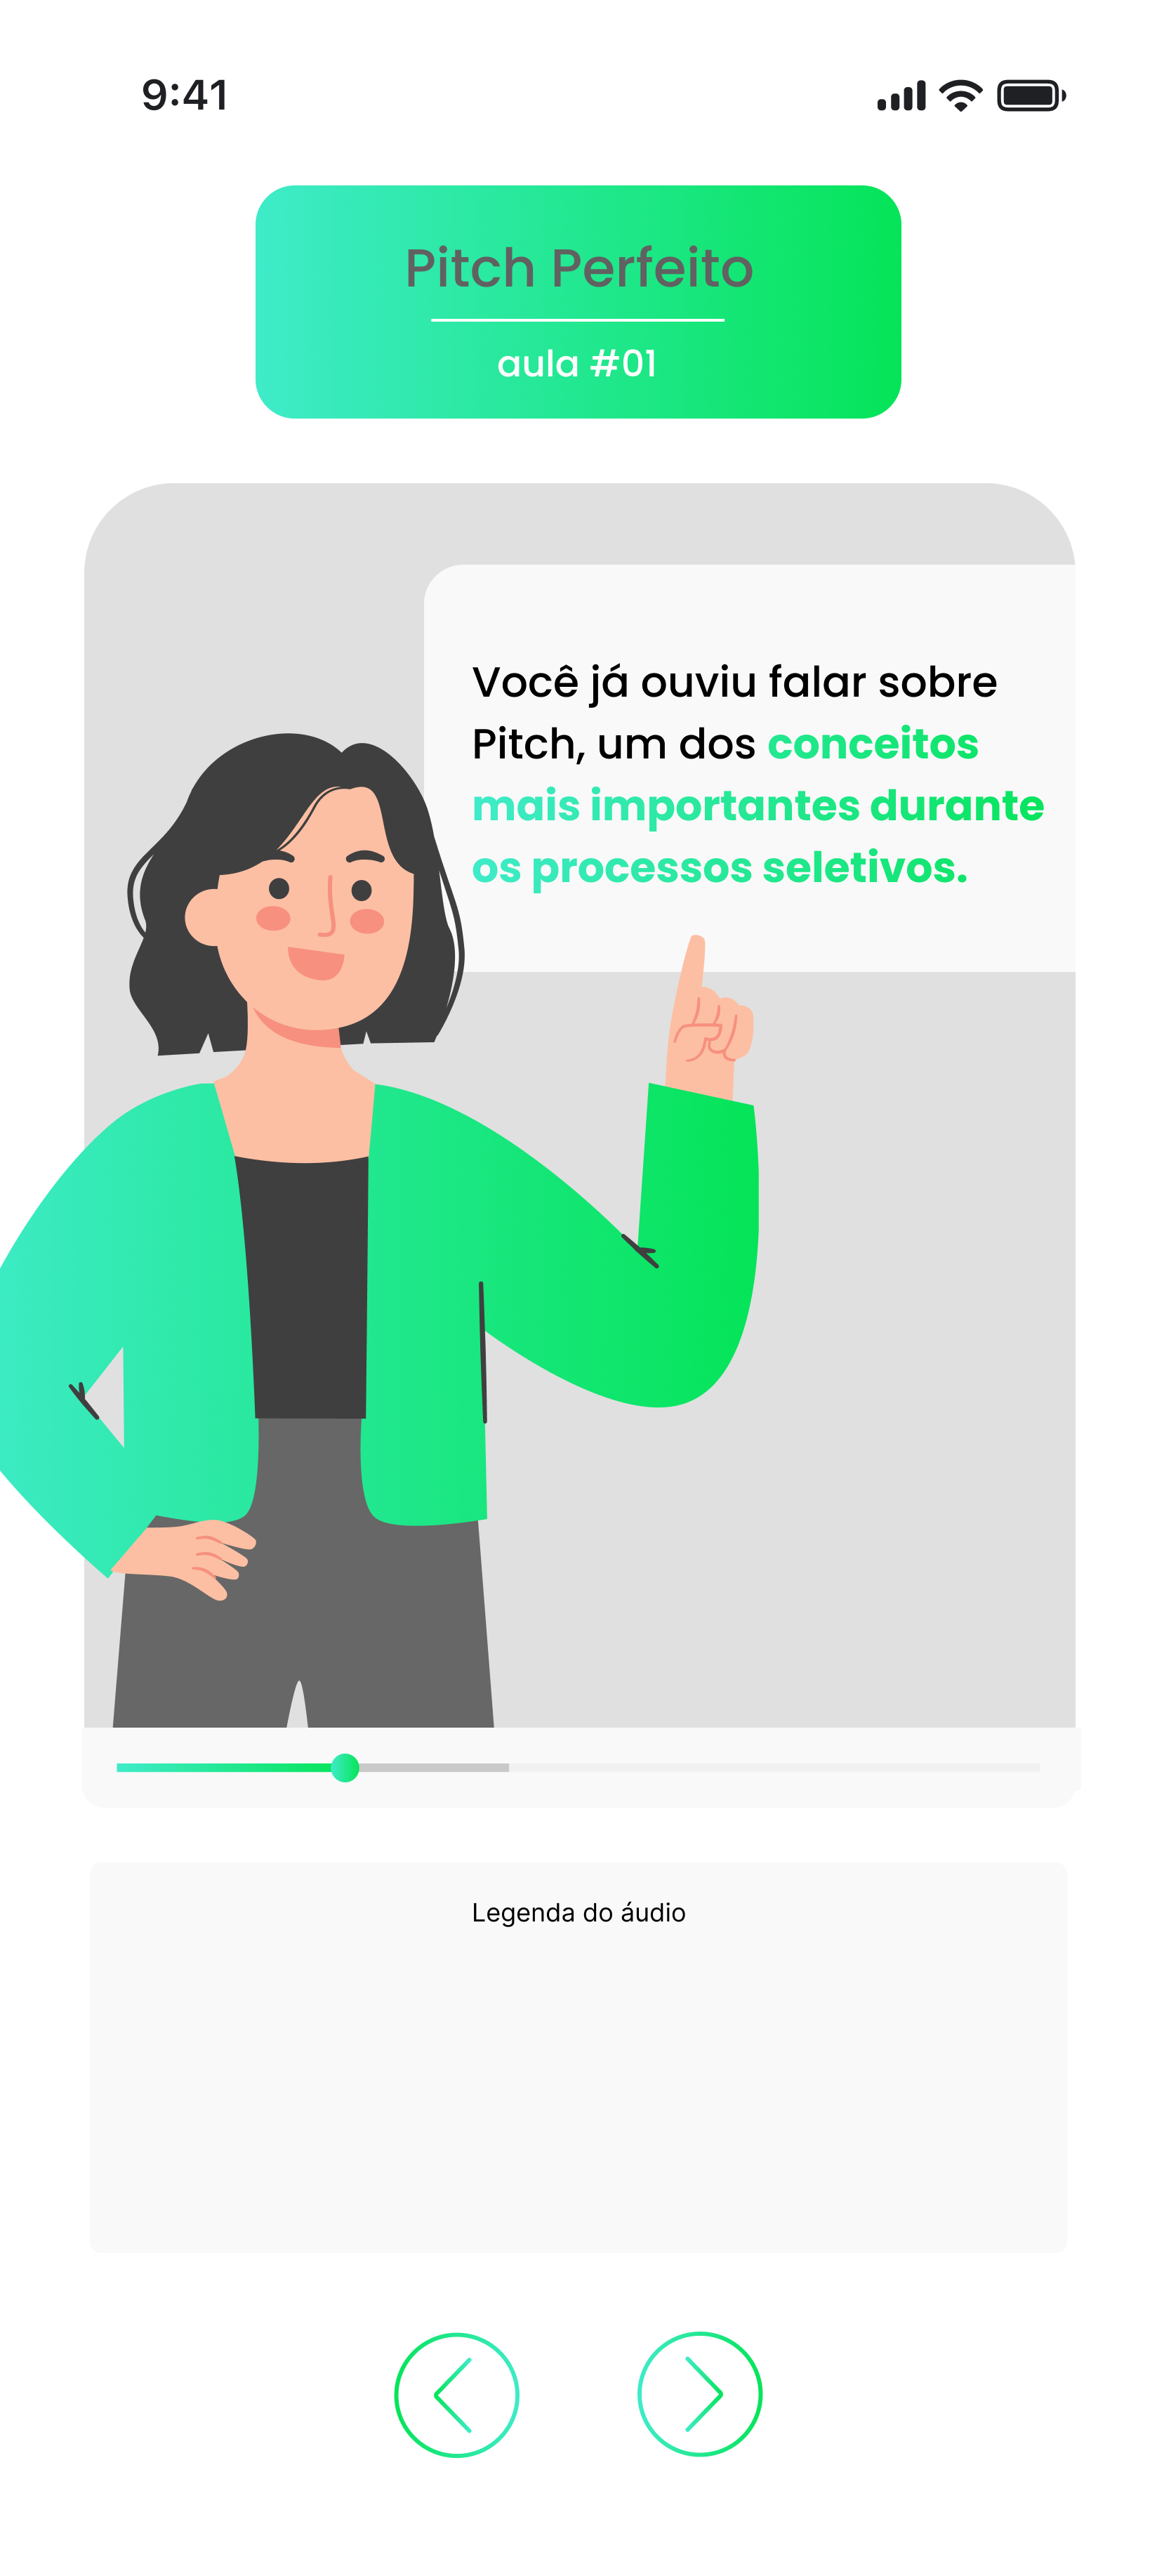 9:41
Pitch Perfeito
aula #01
Você já ouviu falar sobre
Pitch, um dos conceitos
mais importantes durante
os processos seletivos.
Legenda do áudio